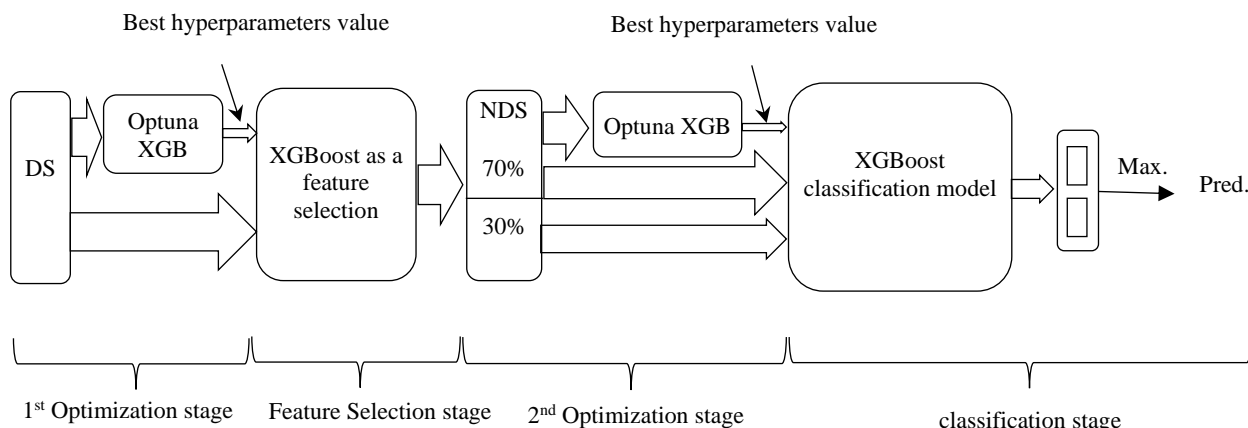 Best hyperparameters value
Best hyperparameters value
DS
Optuna
XGB
XGBoost as a
feature
selection
NDS
70%
30%
Optuna XGB
XGBoost
classification model
Max.
Pred.
1st Optimization stage
Feature Selection stage
2nd Optimization stage
classification stage